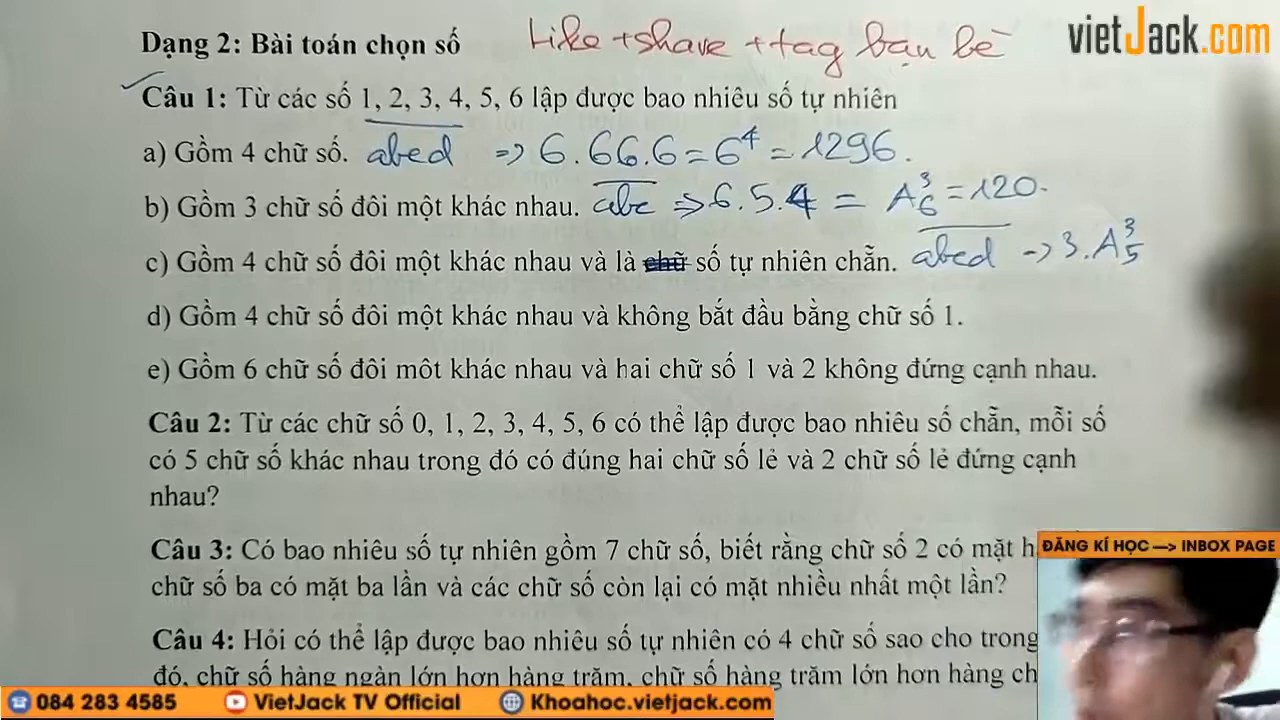 Dạng 2: Bài toán chọn số Like + share + tag bạn bè
vietJack.com
Câu 1: Từ các số 1, 2, 3, 4, 5, 6 lập được bao nhiêu số tự nhiên
a) Gồm 4 chữ số. abcd => 6.66.6 = 6⁴ = 1296.
b) Gồm 3 chữ số đôi một khác nhau. abc => 6.5.4 = A₆³ = 120.
c) Gồm 4 chữ số đôi một khác nhau và là chữ số tự nhiên chẵn. abcd -> 3.A₅³
d) Gồm 4 chữ số đôi một khác nhau và không bắt đầu bằng chữ số 1.
e) Gồm 6 chữ số đôi môt khác nhau và hai chữ số 1 và 2 không đứng cạnh nhau.
Câu 2: Từ các chữ số 0, 1, 2, 3, 4, 5, 6 có thể lập được bao nhiêu số chẵn, mỗi số
có 5 chữ số khác nhau trong đó có đúng hai chữ số lẻ và 2 chữ số lẻ đứng cạnh
nhau?
Câu 3: Có bao nhiêu số tự nhiên gồm 7 chữ số, biết rằng chữ số 2 có mặt
ĐĂNG KÍ HỌC —> INBOX PAGE
chữ số ba có mặt ba lần và các chữ số còn lại có mặt nhiều nhất một lần?
Câu 4: Hỏi có thể lập được bao nhiêu số tự nhiên có 4 chữ số sao cho trong
đó, chữ số hàng ngàn lớn hơn hàng trăm, chữ số hàng trăm lớn hơn hàng
084 283 4585 VietJack TV Official Khoahoc.vietjack.com